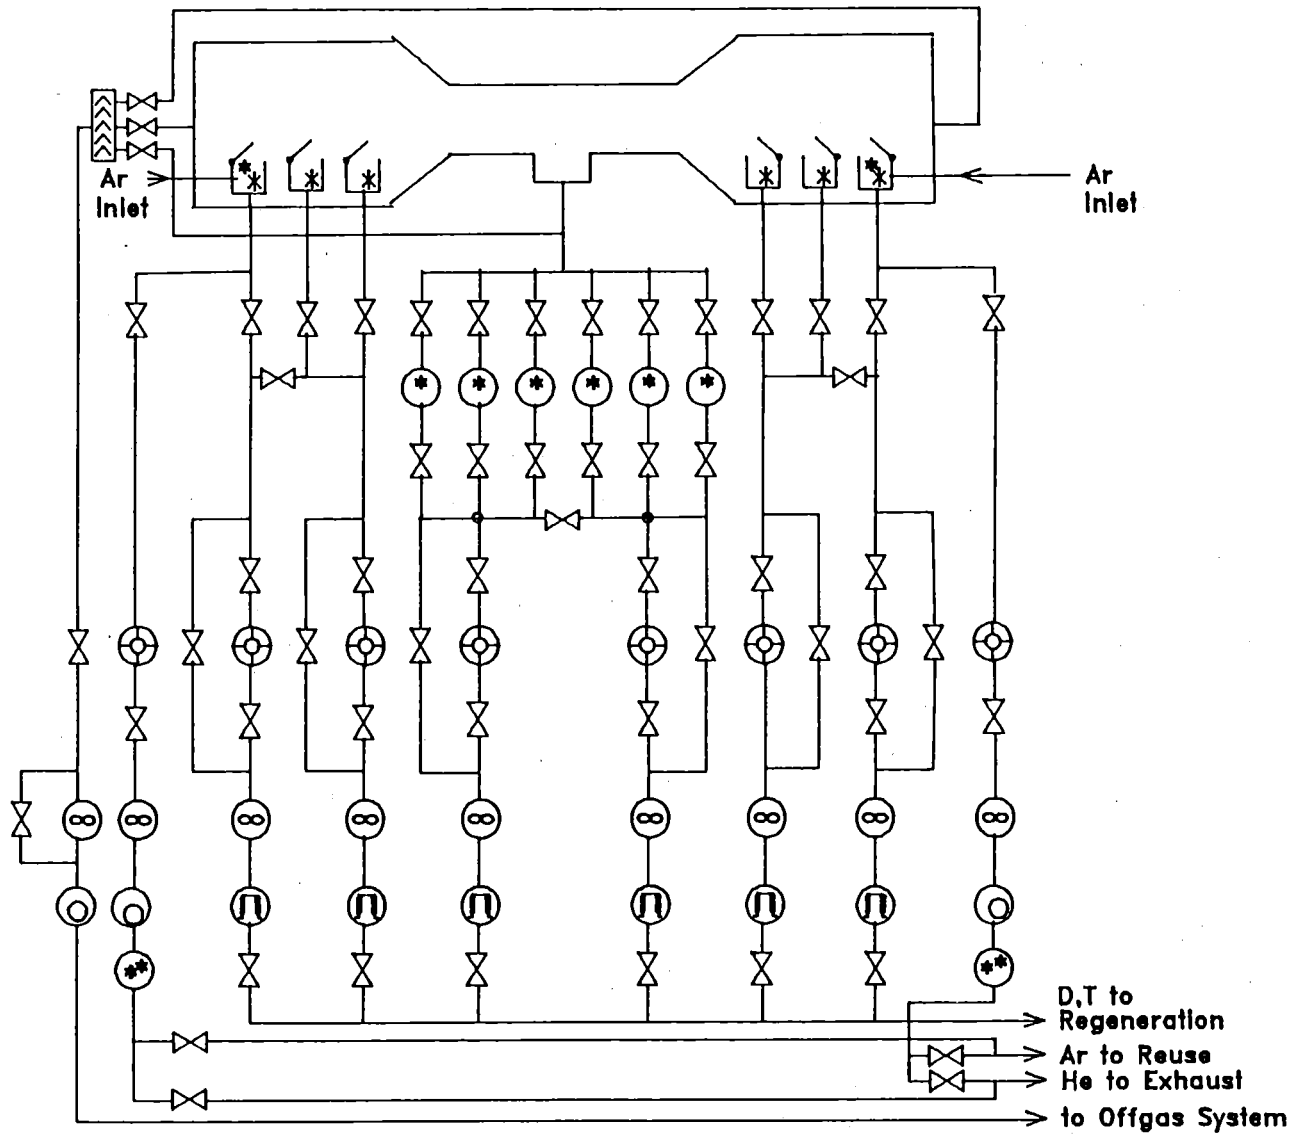 Ar
Inlet
Ar
Inlet
D,T to
Regeneration
Ar to Reuse
He to Exhaust
to Offgas System